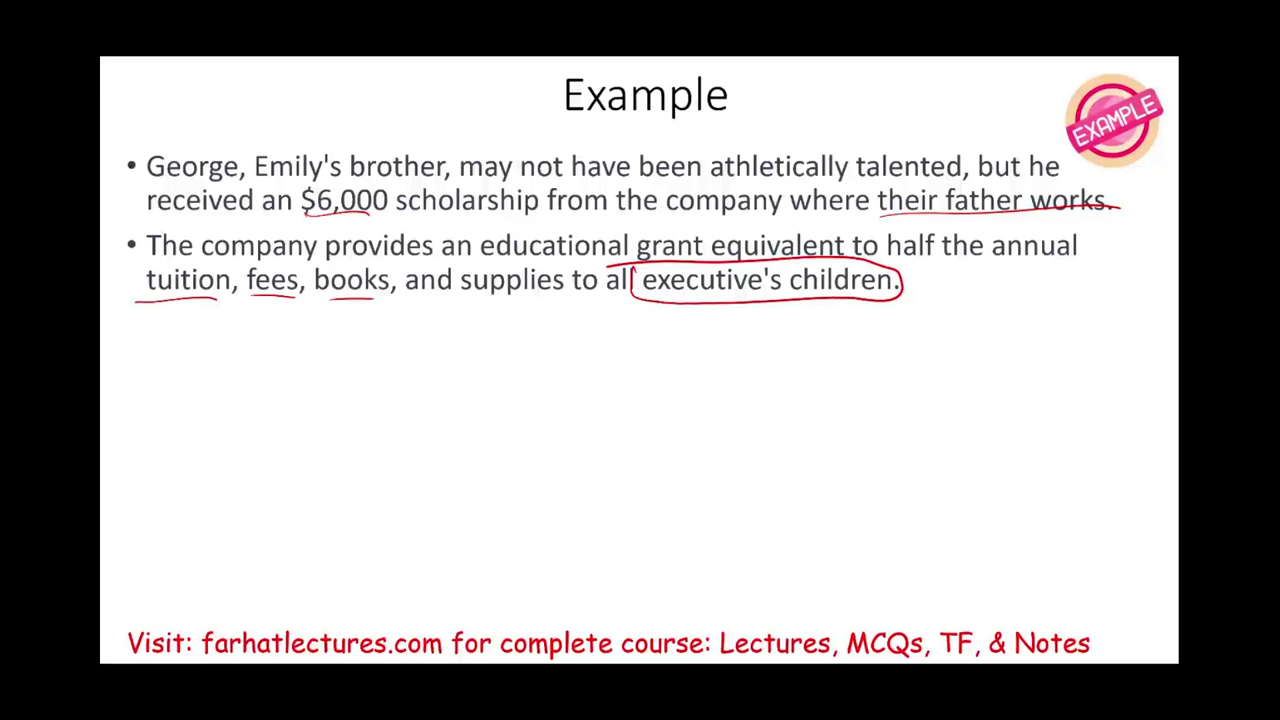 Example
EXAMPLE
• George, Emily's brother, may not have been athletically talented, but he
received an $6,000 scholarship from the company where their father works.
• The company provides an educational grant equivalent to half the annual
tuition, fees, books, and supplies to all executive's children.
Visit: farhatlectures.com for complete course: Lectures, MCQs, TF, & Notes